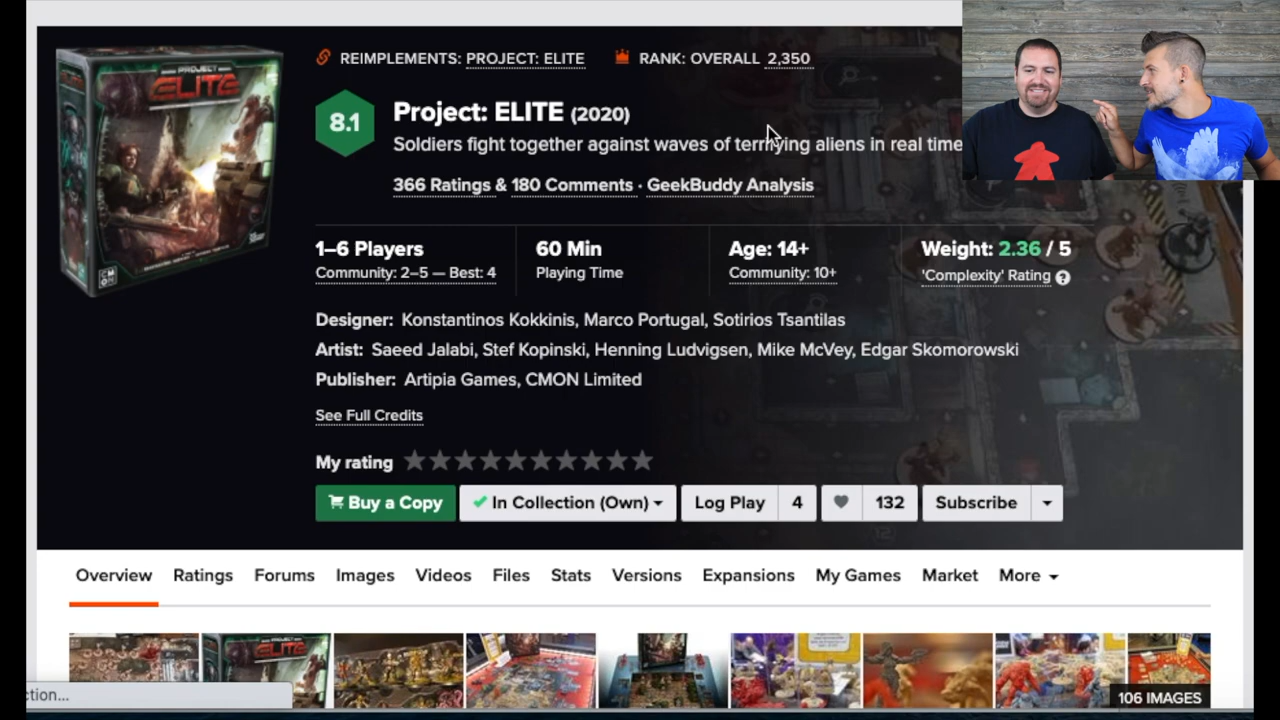 REIMPLEMENTS: PROJECT: ELITE
RANK: OVERALL 2,350
PROJECT
ELITE
8.1
Project: ELITE (2020)
Soldiers fight together against waves of terrifying aliens in real time
366 Ratings & 180 Comments · GeekBuddy Analysis
1–6 Players
60 Min
Age: 14+
Weight: 2.36 / 5
Community: 2–5 — Best: 4
Playing Time
Community: 10+
'Complexity' Rating ?
Designer: Konstantinos Kokkinis, Marco Portugal, Sotirios Tsantilas
Artist: Saeed Jalabi, Stef Kopinski, Henning Ludvigsen, Mike McVey, Edgar Skomorowski
Publisher: Artipia Games, CMON Limited
See Full Credits
My rating
Buy a Copy
In Collection (Own)
Log Play 4
132
Subscribe
Overview Ratings Forums Images Videos Files Stats Versions Expansions My Games Market More
106 IMAGES
ction...